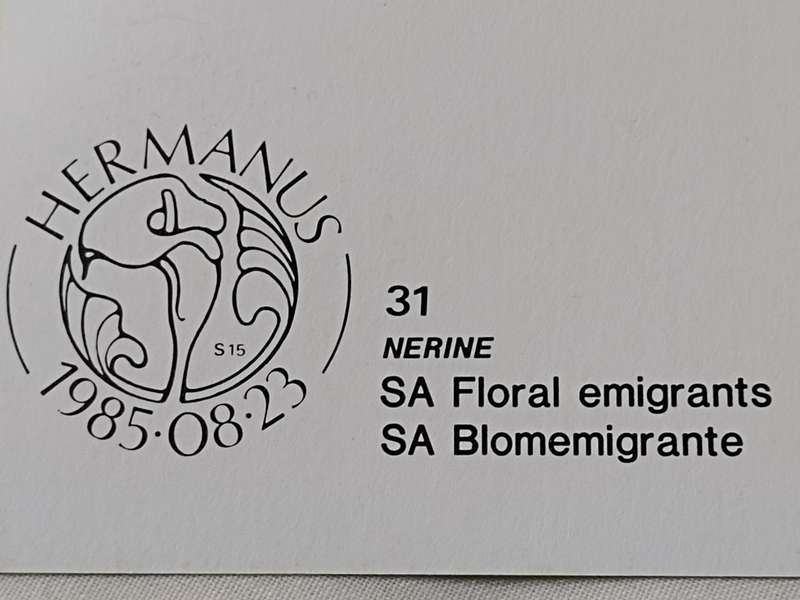 HERMANUS
S15
1985·08·23
31
NERINE
SA Floral emigrants
SA Blomemigrante